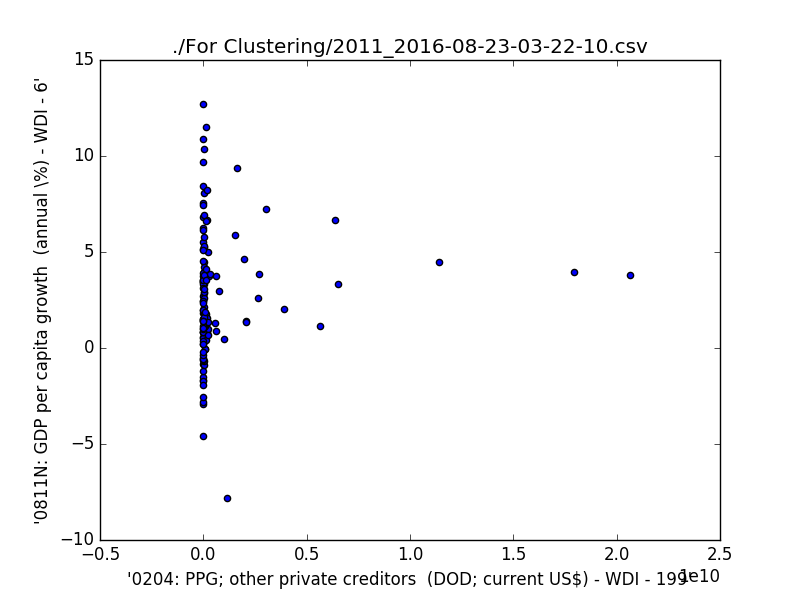 ./For Clustering/2011_2016-08-23-03-22-10.csv
'0811N: GDP per capita growth  (annual \%) - WDI - 6'
15
10
5
0
−5
−10
−0.5 0.0 0.5 1.0 1.5 2.0 2.5
1e10
'0204: PPG; other private creditors  (DOD; current US$) - WDI - 199'